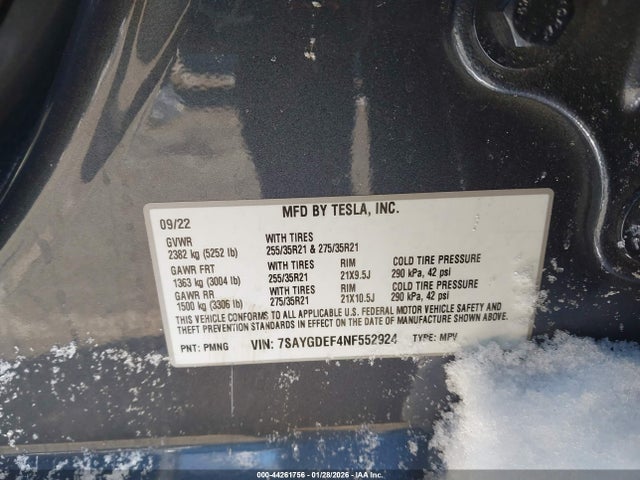 MFD BY TESLA, INC.
09/22
GVWR WITH TIRES
2382 kg (5252 lb) 255/35R21 & 275/35R21
GAWR FRT WITH TIRES RIM COLD TIRE PRESSURE
1363 kg (3004 lb) 255/35R21 21X9.5J 290 kPa, 42 psi
GAWR RR WITH TIRES RIM COLD TIRE PRESSURE
1500 kg (3306 lb) 275/35R21 21X10.5J 290 kPa, 42 psi
THIS VEHICLE CONFORMS TO ALL APPLICABLE U.S. FEDERAL MOTOR VEHICLE SAFETY AND
THEFT PREVENTION STANDARDS IN EFFECT ON THE DATE OF MANUFACTURE SHOWN ABOVE.
PNT: PMNG VIN: 7SAYGDEF4NF552924 TYPE: MPV
000-44261756 | 01/28/2026 | Copyright © IAA, Inc.